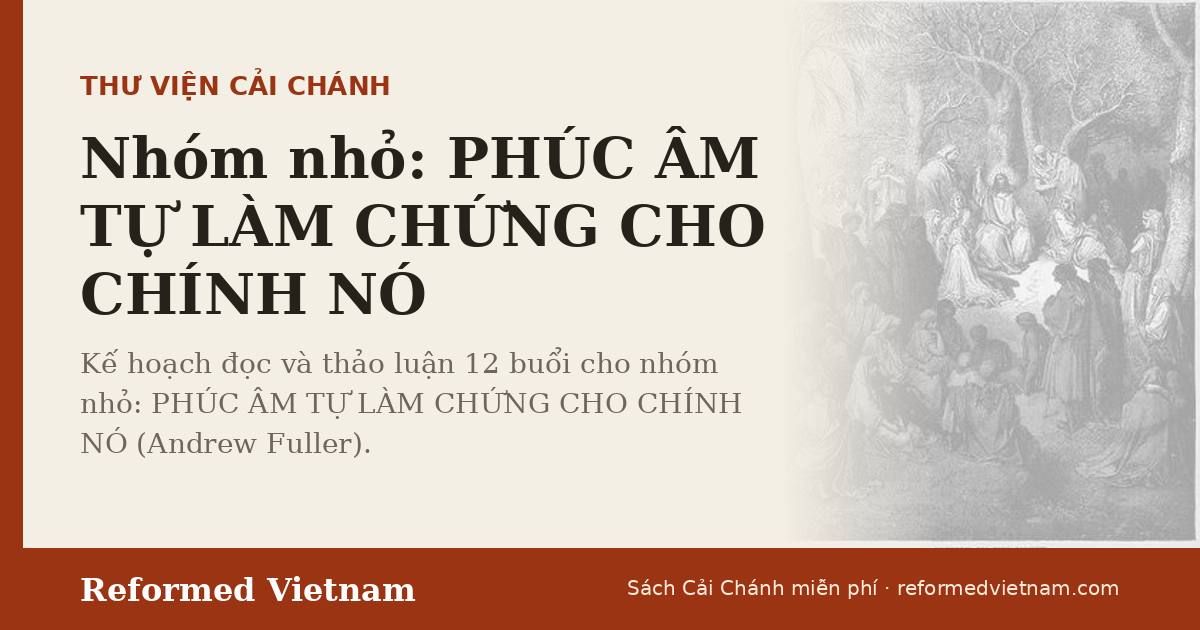 THƯ VIỆN CẢI CHÁNH
Nhóm nhỏ: PHÚC ÂM
TỰ LÀM CHỨNG CHO
CHÍNH NÓ
Kế hoạch đọc và thảo luận 12 buổi cho nhóm
nhỏ: PHÚC ÂM TỰ LÀM CHỨNG CHO CHÍNH
NÓ (Andrew Fuller).
Reformed Vietnam
Sách Cải Chánh miễn phí · reformedvietnam.com